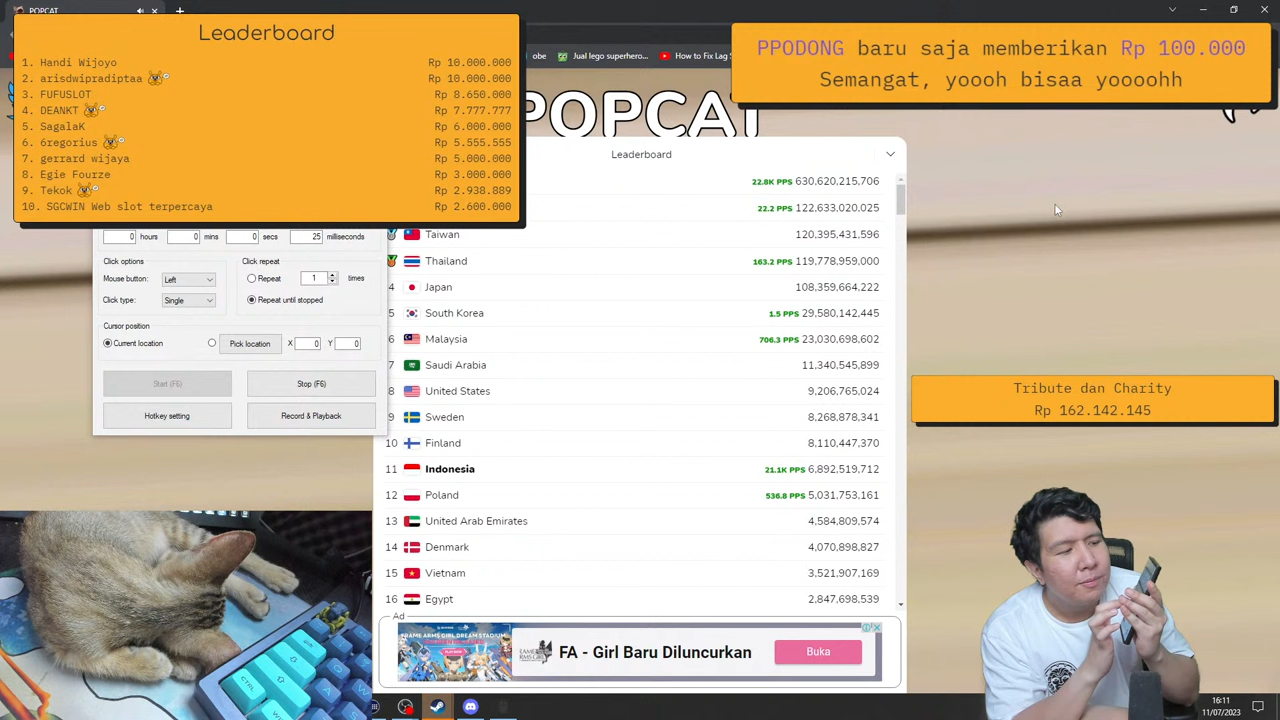 POPCAT
Leaderboard
1. Handi Wijoyo Rp 10.000.000
2. arisdwipradiptaa Rp 10.000.000
3. FUFUSLOT Rp 8.650.000
4. DEANKT Rp 7.777.777
5. SagalaK Rp 6.000.000
6. 6regorius Rp 5.555.555
7. gerrard wijaya Rp 5.000.000
8. Egie Fourze Rp 3.000.000
9. Tekok Rp 2.938.889
10. SGCWIN Web slot terpercaya Rp 2.600.000
obe Jual lego superhero... How to Fix Lag S
PPODONG baru saja memberikan Rp 100.000
Semangat, yoooh bisaa yoooohh
POPCAT
Leaderboard
22.8K PPS 630,620,215,706
22.2 PPS 122,633,020,025
Taiwan 120,395,431,596
Thailand 163.2 PPS 119,778,959,000
4 Japan 108,359,664,222
5 South Korea 1.5 PPS 29,580,142,445
6 Malaysia 706.3 PPS 23,030,698,602
7 Saudi Arabia 11,340,545,899
8 United States 9,206,765,024
9 Sweden 8,268,878,341
10 Finland 8,110,447,370
11 Indonesia 21.1K PPS 6,892,519,712
12 Poland 536.8 PPS 5,031,753,161
13 United Arab Emirates 4,584,809,574
14 Denmark 4,070,898,827
15 Vietnam 3,521,907,169
16 Egypt 2,847,698,539
0 hours 0 mins 0 secs 25 milliseconds
Click options
Mouse button: Left
Click type: Single
Click repeat
Repeat 1 times
Repeat until stopped
Cursor position
Current location Pick location X 0 Y 0
Start (F6) Stop (F6)
Hotkey setting Record & Playback
Tribute dan Charity
Rp 162.142.145
Ad
FRAME ARMS GIRL DREAM STADIUM
FA - Girl Baru Diluncurkan
Buka
CTRL
ALT
16:11
11/07/2023